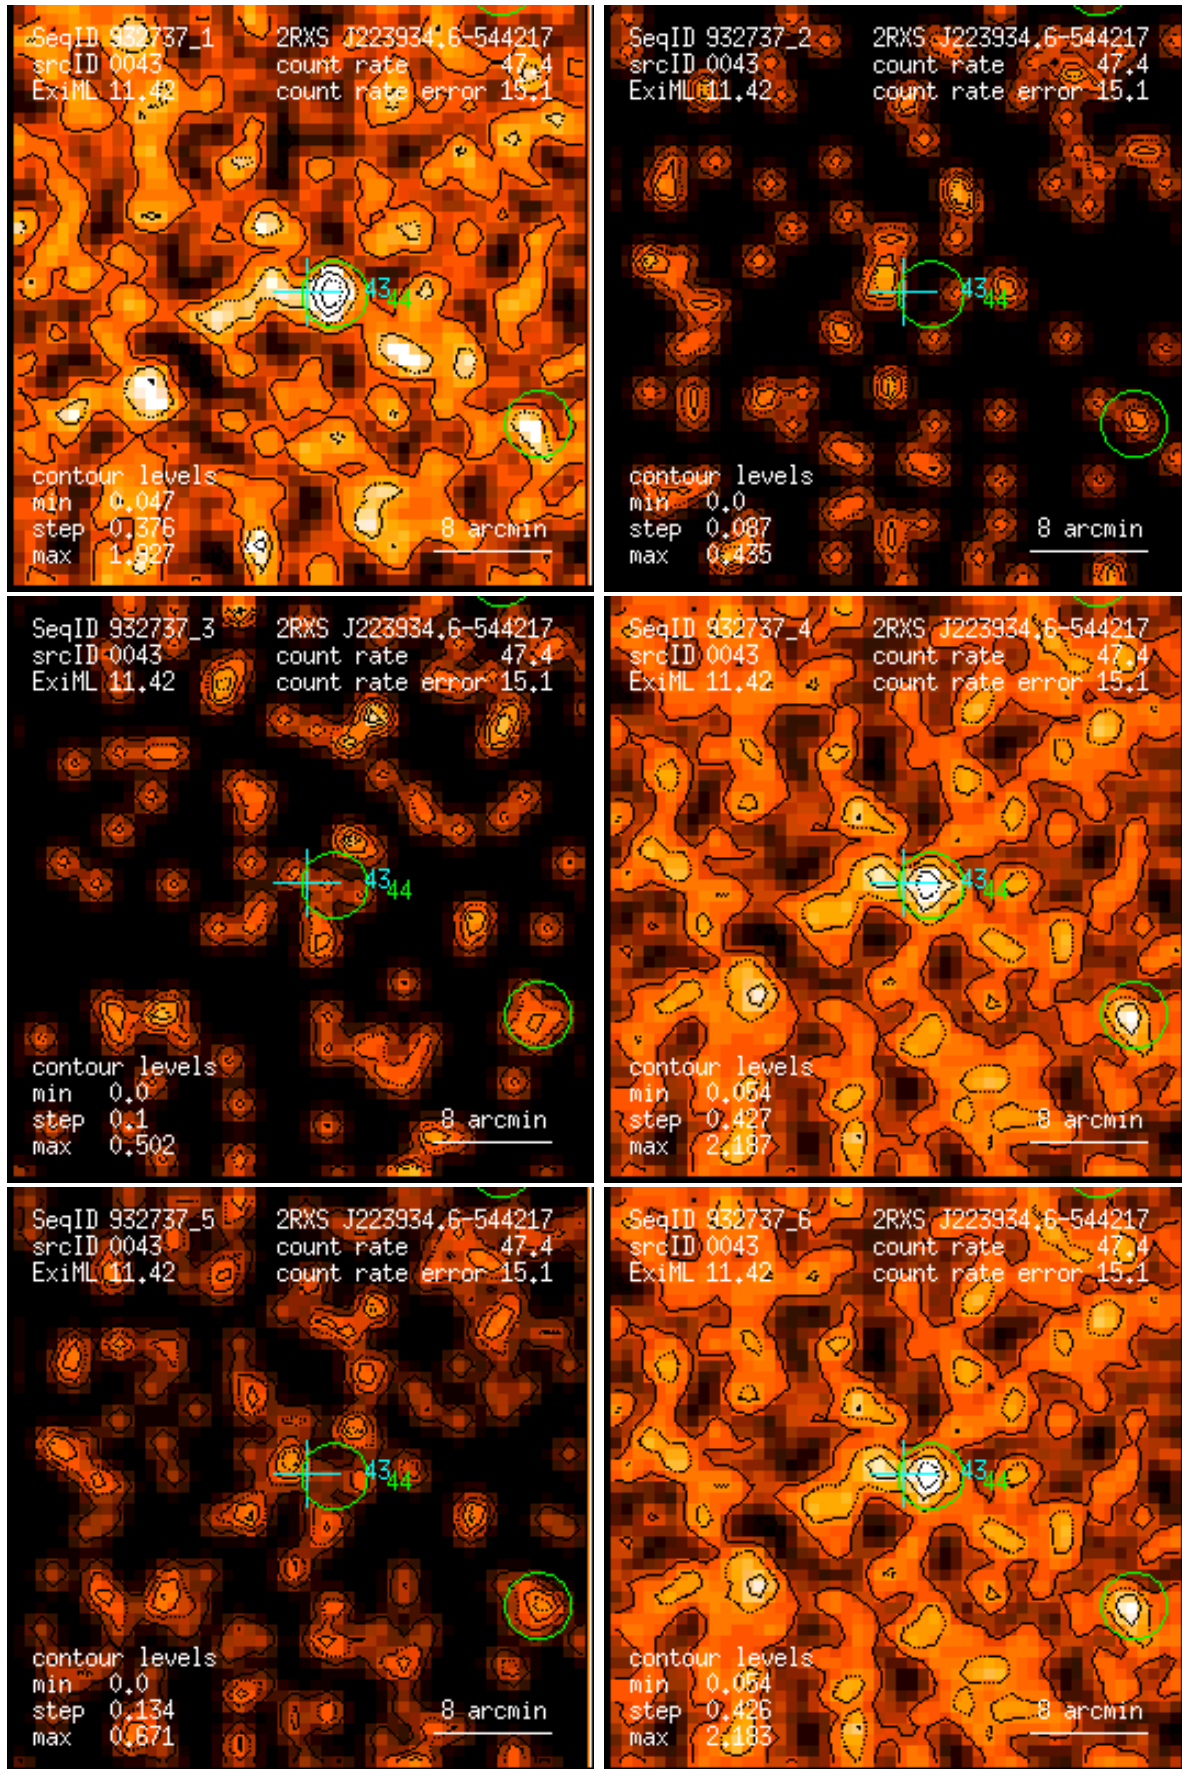 SeqID 932737_1 2RXS J223934.6-544217
srcID 0043 count rate 47.4
ExiML 11.42 count rate error 15.1
43
44
contour levels
min 0.047
step 0.376 8 arcmin
max 1.927
SeqID 932737_2 2RXS J223934.6-544217
srcID 0043 count rate 47.4
ExiML 11.42 count rate error 15.1
43
44
contour levels
min 0.0
step 0.087 8 arcmin
max 0.435
SeqID 932737_3 2RXS J223934.6-544217
srcID 0043 count rate 47.4
ExiML 11.42 count rate error 15.1
43
44
contour levels
min 0.0
step 0.1 8 arcmin
max 0.502
SeqID 932737_4 2RXS J223934.6-544217
srcID 0043 count rate 47.4
ExiML 11.42 count rate error 15.1
43
44
contour levels
min 0.054
step 0.427 8 arcmin
max 2.187
SeqID 932737_5 2RXS J223934.6-544217
srcID 0043 count rate 47.4
ExiML 11.42 count rate error 15.1
43
44
contour levels
min 0.0
step 0.134 8 arcmin
max 0.671
SeqID 932737_6 2RXS J223934.6-544217
srcID 0043 count rate 47.4
ExiML 11.42 count rate error 15.1
43
44
contour levels
min 0.054
step 0.426 8 arcmin
max 2.183